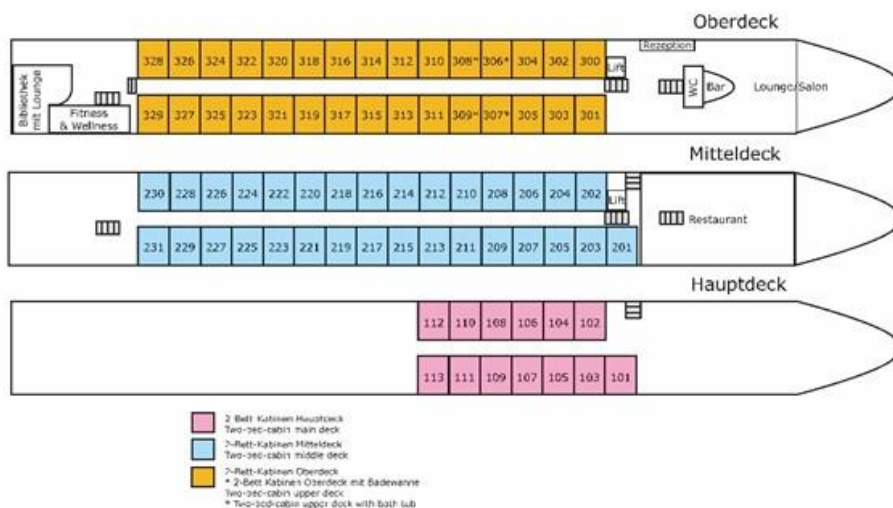 Oberdeck
Rezeption
328 326 324 322 320 318 316 314 312 310 308* 306* 304 302 300
Lift
WC
Bar
Lounge/Salon
Bibliothek
mit Lounge
Fitness
& Wellness
329 327 325 323 321 319 317 315 313 311 309* 307* 305 303 301
Mitteldeck
230 228 226 224 222 220 218 216 214 212 210 208 206 204 202
Lift
Restaurant
231 229 227 225 223 221 219 217 215 213 211 209 207 205 203 201
Hauptdeck
112 110 108 106 104 102
113 111 109 107 105 103 101
2-Bett Kabinen Hauptdeck
Two-bed-cabin main deck
2-Bett-Kabinen Mitteldeck
Two-bed-cabin middle deck
2-Bett-Kabinen Oberdeck
* 2-Bett Kabinen Oberdeck mit Badewanne
Two-bed-cabin upper deck
* Two-bed-cabin upper deck with bath tub